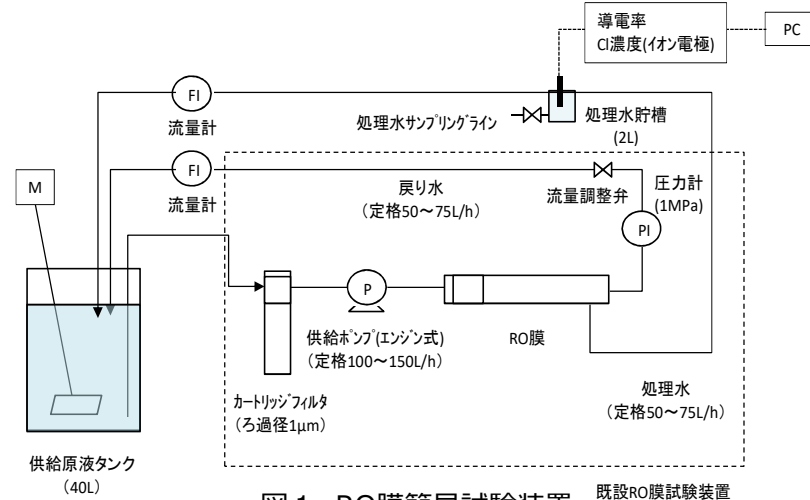 導電率
Cl濃度(イオン電極)
PC
FI
流量計
処理水サンプリングライン
処理水貯槽
(2L)
M
FI
流量計
戻り水
（定格50～75L/h）
流量調整弁
圧力計
(1MPa)
PI
P
供給ポンプ(エンジン式)
(定格100～150L/h)
RO膜
カートリッジフィルタ
（ろ過径1μm）
処理水
（定格50～75L/h）
供給原液タンク
（40L）
図１ RO膜簡易試験装置
既設RO膜試験装置